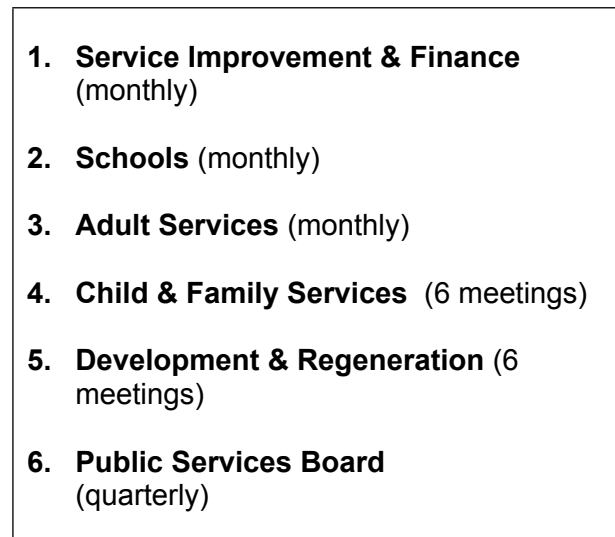 1. Service Improvement & Finance
(monthly)
2. Schools (monthly)
3. Adult Services (monthly)
4. Child & Family Services (6 meetings)
5. Development & Regeneration (6
meetings)
6. Public Services Board
(quarterly)